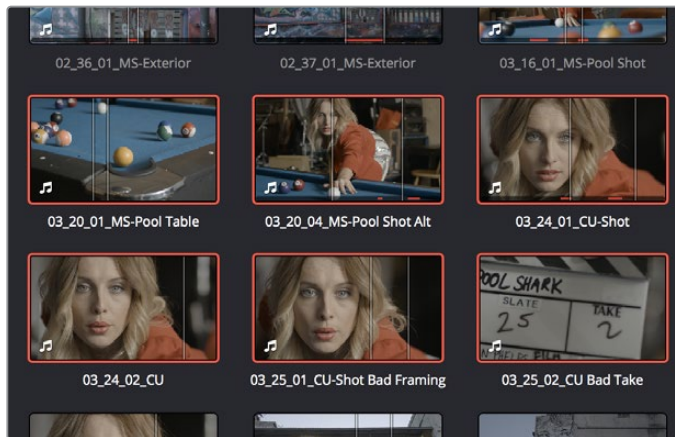 02_36_01_MS-Exterior
02_37_01_MS-Exterior
03_16_01_MS-Pool Shot
03_20_01_MS-Pool Table
03_20_04_MS-Pool Shot Alt
03_24_01_CU-Shot
POOL SHARK
SLATE
TAKE
25
2
03_24_02_CU
03_25_01_CU-Shot Bad Framing
03_25_02_CU Bad Take